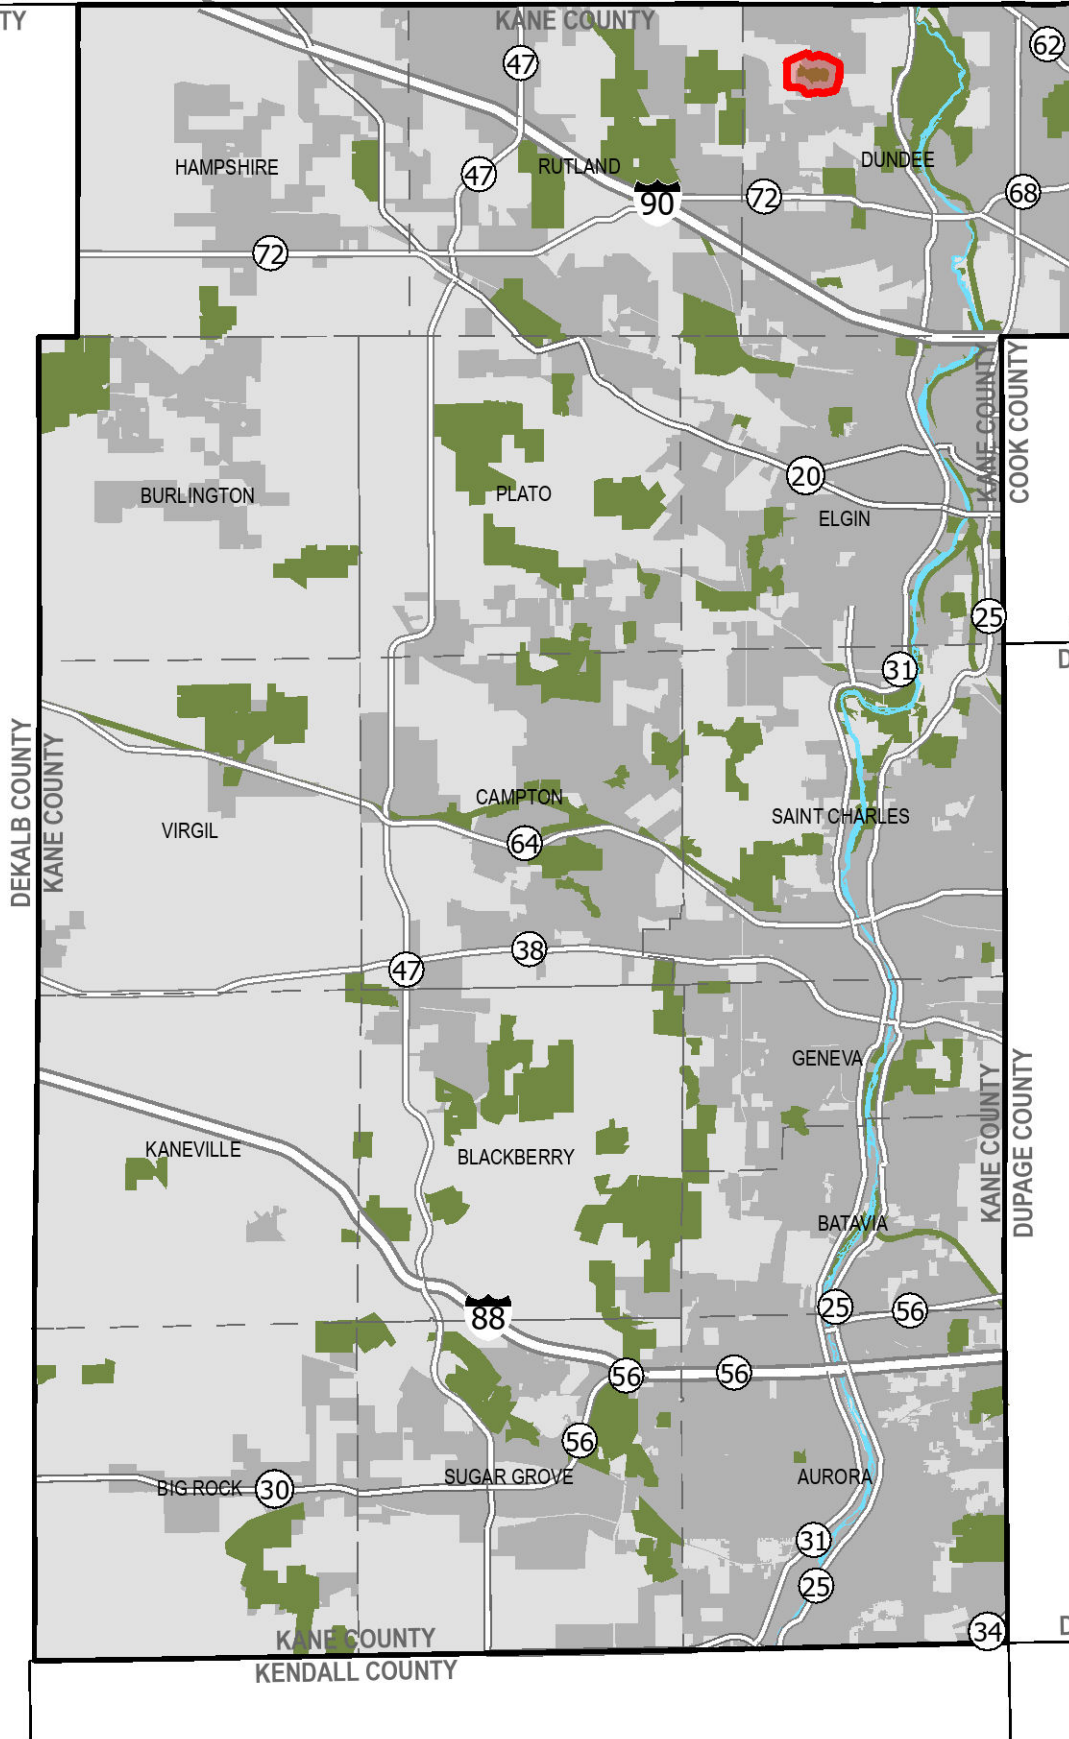 TY
KANE COUNTY
62
47
HAMPSHIRE
47
RUTLAND
DUNDEE
90
72
68
72
KANE COUNTY
COOK COUNTY
20
BURLINGTON
PLATO
ELGIN
25
31
D
DEKALB COUNTY
KANE COUNTY
CAMPTON
SAINT CHARLES
VIRGIL
64
38
47
GENEVA
KANE COUNTY
DUPAGE COUNTY
KANEVILLE
BLACKBERRY
BATAVIA
88
25
56
56
56
56
SUGAR GROVE
AURORA
BIG ROCK
30
31
25
34
D
KANE COUNTY
KENDALL COUNTY